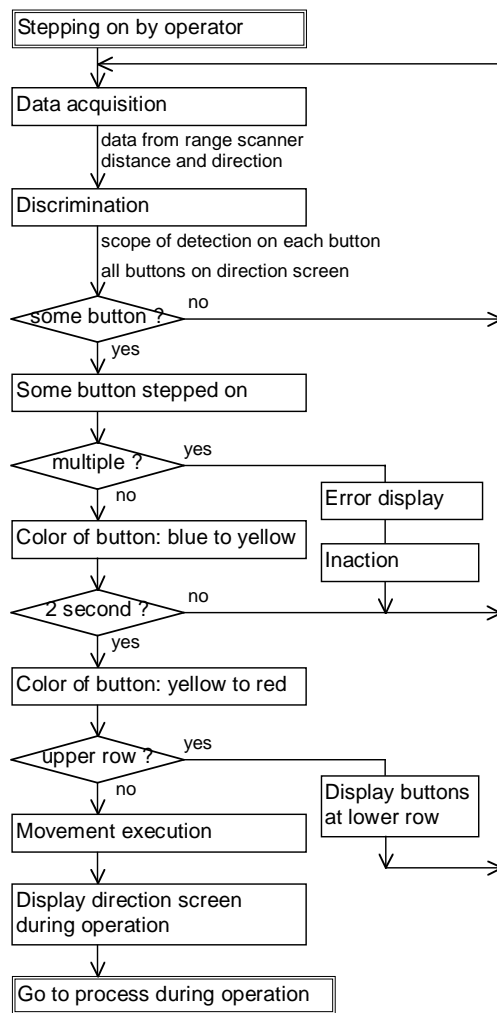 Stepping on by operator
Data acquisition
data from range scanner
distance and direction
Discrimination
scope of detection on each button
all buttons on direction screen
some button ?
no
yes
Some button stepped on
multiple ?
yes
no
Error display
Color of button: blue to yellow
Inaction
2 second ?
no
yes
Color of button: yellow to red
upper row ?
yes
no
Display buttons
at lower row
Movement execution
Display direction screen
during operation
Go to process during operation